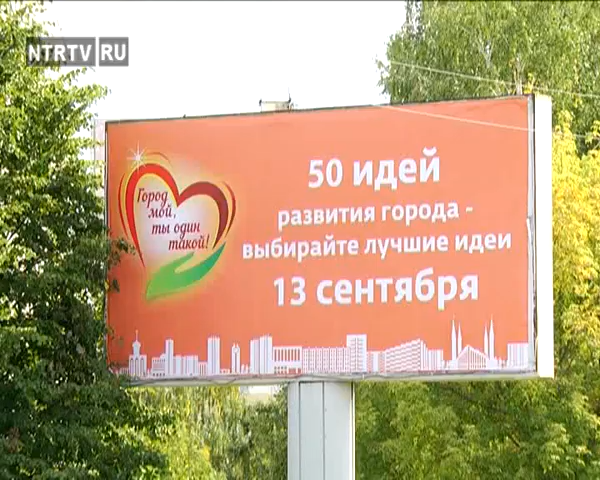 NTRTV RU
50 идей
развития города -
выбирайте лучшие идеи
13 сентября
Город
мой,
ты один
такой!